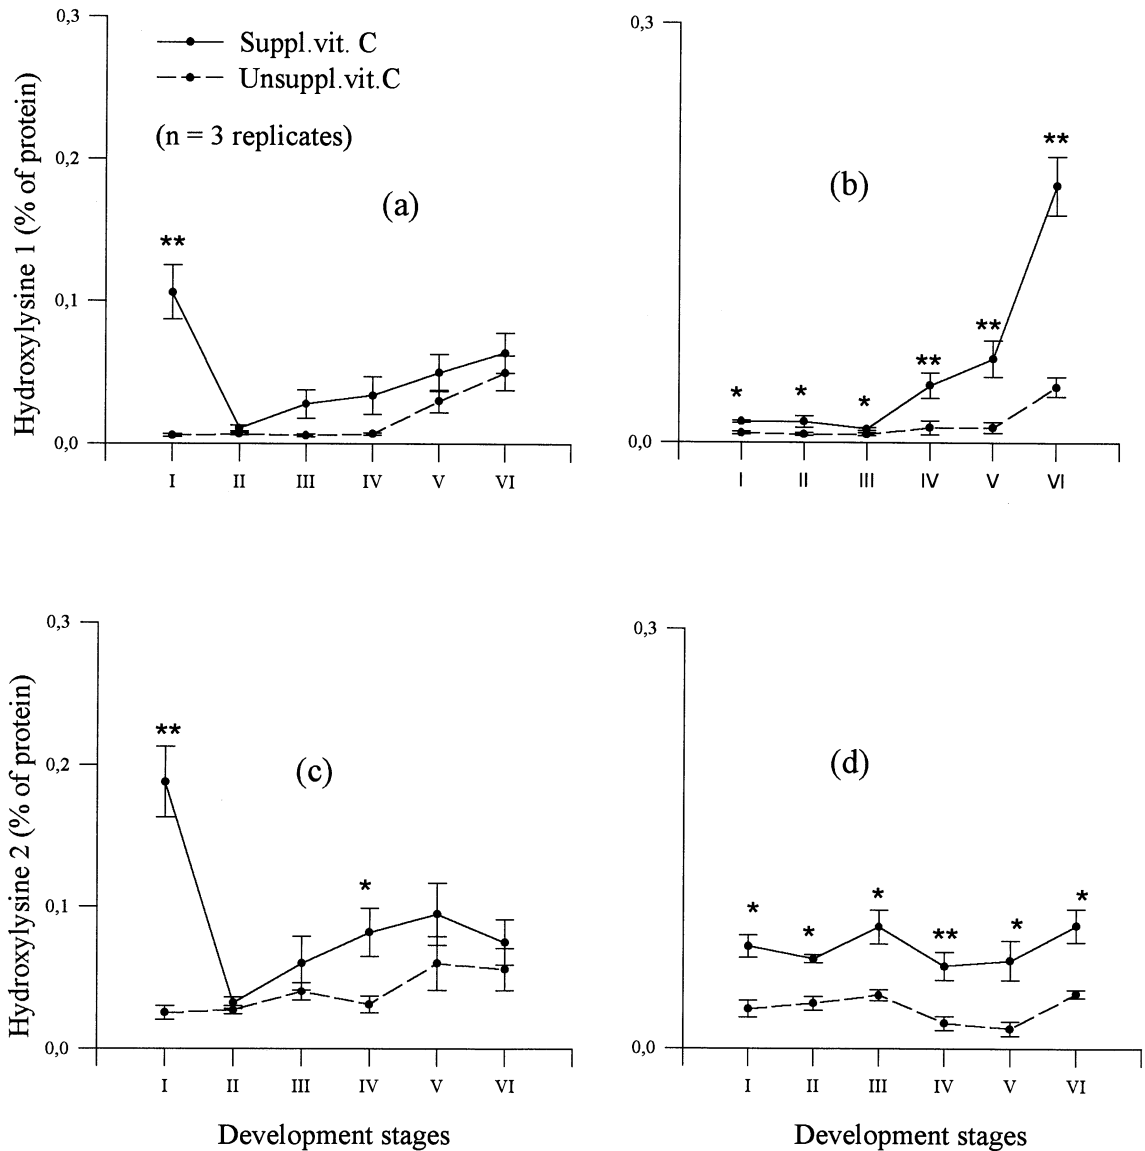 0,3
Suppl.vit. C
Unsuppl.vit.C
(n = 3 replicates)
0,2
(a)
**
0,1
0,0
I II III IV V VI
Hydroxylysine 1 (% of protein)
0,3
(b)
**
**
**
*
*
*
0,0
I II III IV V VI
0,3
**
0,2
(c)
*
0,1
0,0
I II III IV V VI
Hydroxylysine 2 (% of protein)
Development stages
0,3
(d)
*
*
*
**
*
*
0,0
I II III IV V VI
Development stages